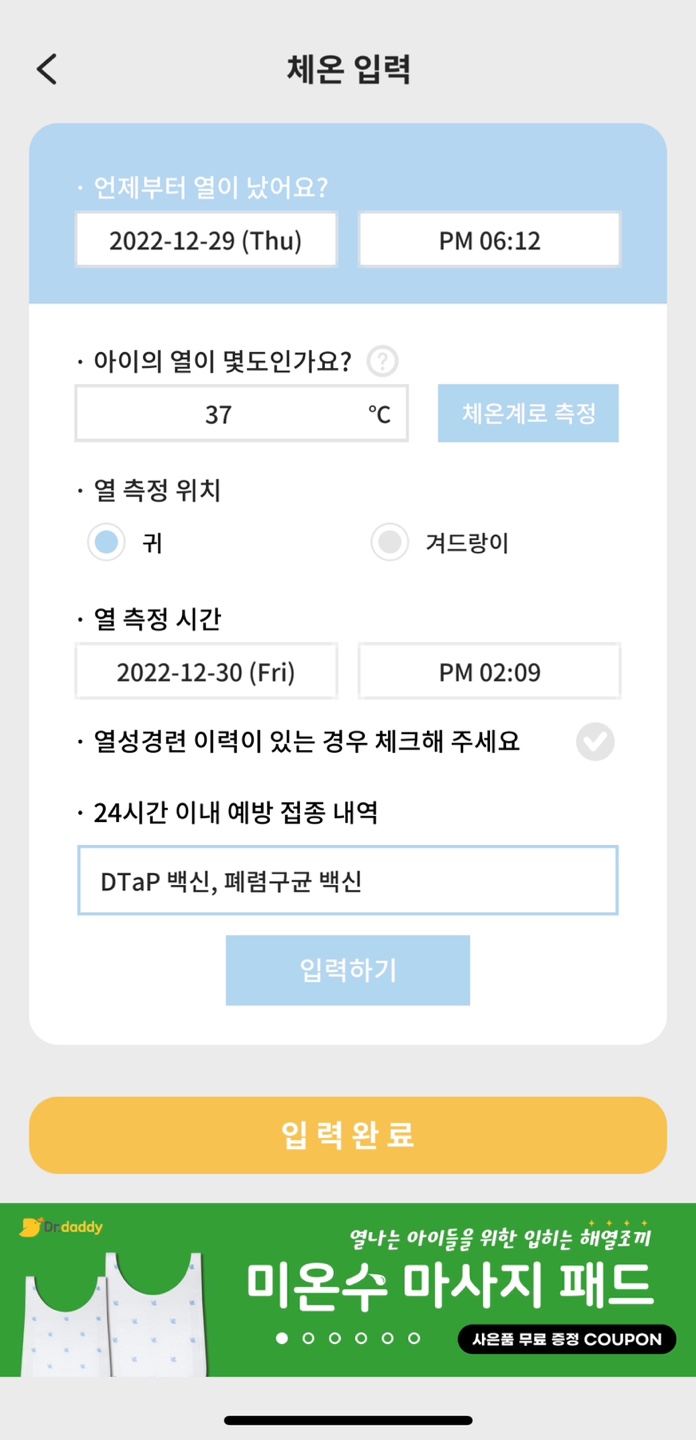 체온 입력
· 언제부터 열이 났어요?
2022-12-29 (Thu) PM 06:12
· 아이의 열이 몇도인가요? ?
37 °C 체온계로 측정
· 열 측정 위치
귀 겨드랑이
· 열 측정 시간
2022-12-30 (Fri) PM 02:09
· 열성경련 이력이 있는 경우 체크해 주세요
· 24시간 이내 예방 접종 내역
DTaP 백신, 폐렴구균 백신
입력하기
입력완료
Dr.daddy
열나는 아이들을 위한 입히는 해열조끼
미온수 마사지 패드
사은품 무료 증정 COUPON